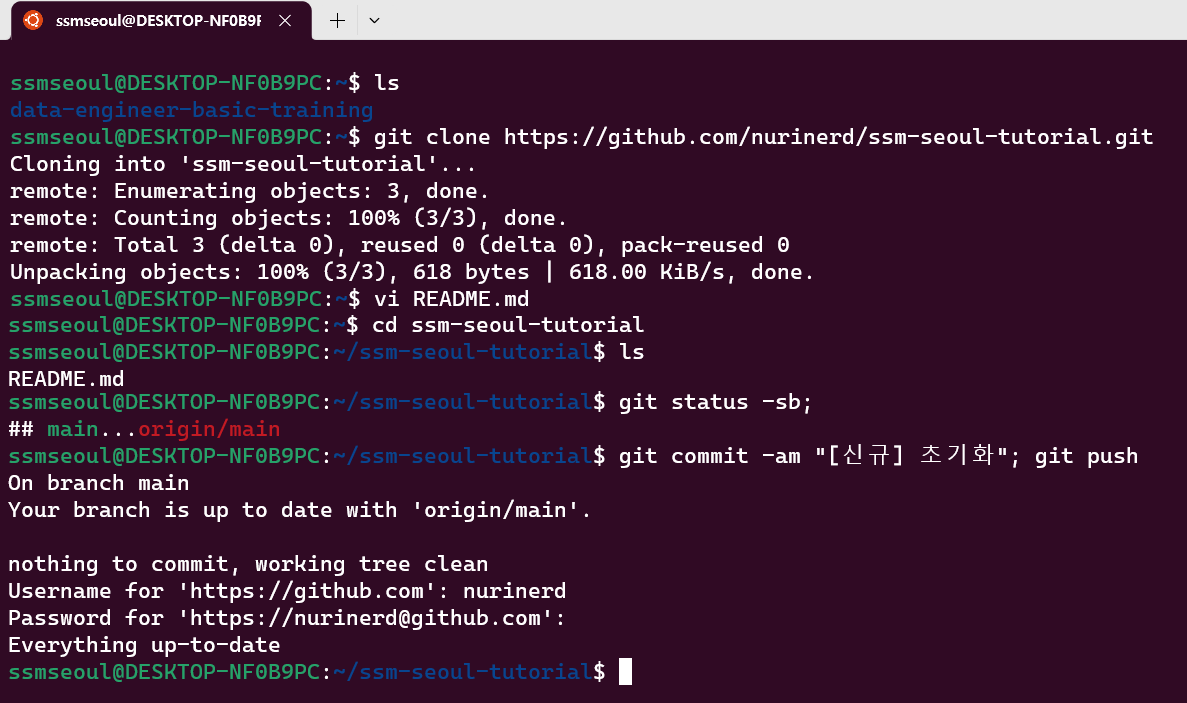 ssmseoul@DESKTOP-NF0B9F
ssmseoul@DESKTOP-NF0B9PC:~$ ls
data-engineer-basic-training
ssmseoul@DESKTOP-NF0B9PC:~$ git clone https://github.com/nurinerd/ssm-seoul-tutorial.git
Cloning into 'ssm-seoul-tutorial'...
remote: Enumerating objects: 3, done.
remote: Counting objects: 100% (3/3), done.
remote: Total 3 (delta 0), reused 0 (delta 0), pack-reused 0
Unpacking objects: 100% (3/3), 618 bytes | 618.00 KiB/s, done.
ssmseoul@DESKTOP-NF0B9PC:~$ vi README.md
ssmseoul@DESKTOP-NF0B9PC:~$ cd ssm-seoul-tutorial
ssmseoul@DESKTOP-NF0B9PC:~/ssm-seoul-tutorial$ ls
README.md
ssmseoul@DESKTOP-NF0B9PC:~/ssm-seoul-tutorial$ git status -sb;
## main...origin/main
ssmseoul@DESKTOP-NF0B9PC:~/ssm-seoul-tutorial$ git commit -am "[신규] 초기화"; git push
On branch main
Your branch is up to date with 'origin/main'.
nothing to commit, working tree clean
Username for 'https://github.com': nurinerd
Password for 'https://nurinerd@github.com':
Everything up-to-date
ssmseoul@DESKTOP-NF0B9PC:~/ssm-seoul-tutorial$